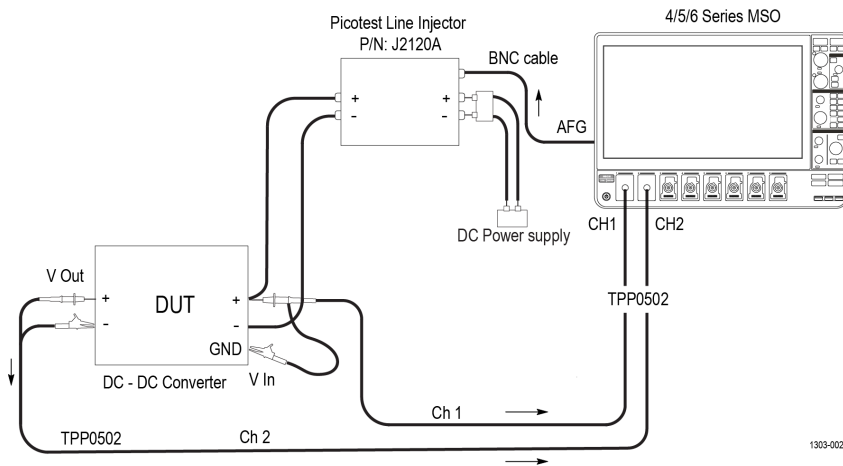 4/5/6 Series MSO
Picotest Line Injector
P/N: J2120A
BNC cable
+
-
+
-
AFG
DC Power supply
CH1
CH2
V Out
+
-
DUT
+
-
GND
TPP0502
DC - DC Converter
V In
Ch 1
TPP0502
Ch 2
1303-002